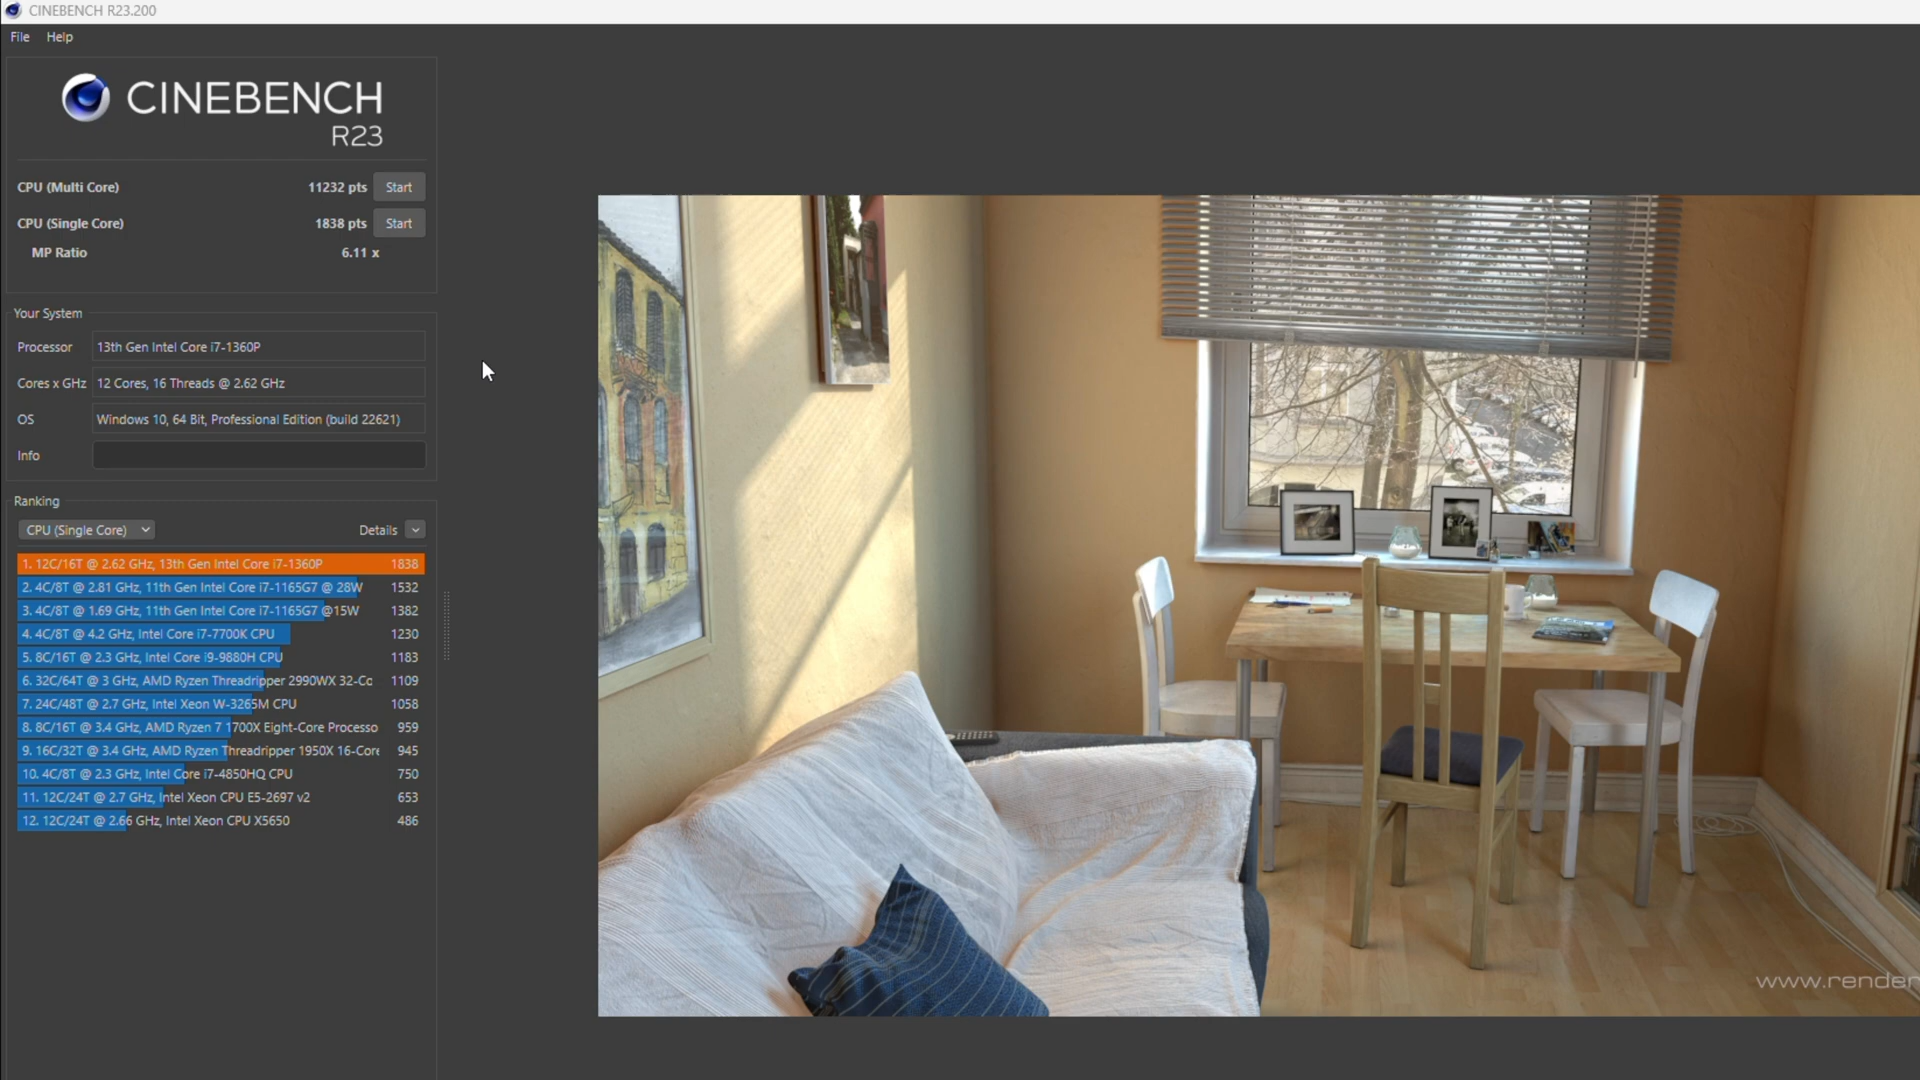 CINEBENCH R23.200
File Help
CINEBENCH
R23
CPU (Multi Core) 11232 pts Start
CPU (Single Core) 1838 pts Start
MP Ratio 6.11 x
Your System
Processor 13th Gen Intel Core i7-1360P
Cores x GHz 12 Cores, 16 Threads @ 2.62 GHz
OS Windows 10, 64 Bit, Professional Edition (build 22621)
Info
Ranking
CPU (Single Core) Details
1. 12C/16T @ 2.62 GHz, 13th Gen Intel Core i7-1360P 1838
2. 4C/8T @ 2.81 GHz, 11th Gen Intel Core i7-1165G7 @ 28W 1532
3. 4C/8T @ 1.69 GHz, 11th Gen Intel Core i7-1165G7 @15W 1382
4. 4C/8T @ 4.2 GHz, Intel Core i7-7700K CPU 1230
5. 8C/16T @ 2.3 GHz, Intel Core i9-9880H CPU 1183
6. 32C/64T @ 3 GHz, AMD Ryzen Threadripper 2990WX 32-Co 1109
7. 24C/48T @ 2.7 GHz, Intel Xeon W-3265M CPU 1058
8. 8C/16T @ 3.4 GHz, AMD Ryzen 7 1700X Eight-Core Processo 959
9. 16C/32T @ 3.4 GHz, AMD Ryzen Threadripper 1950X 16-Core 945
10. 4C/8T @ 2.3 GHz, Intel Core i7-4850HQ CPU 750
11. 12C/24T @ 2.7 GHz, Intel Xeon CPU E5-2697 v2 653
12. 12C/24T @ 2.66 GHz, Intel Xeon CPU X5650 486
www.render